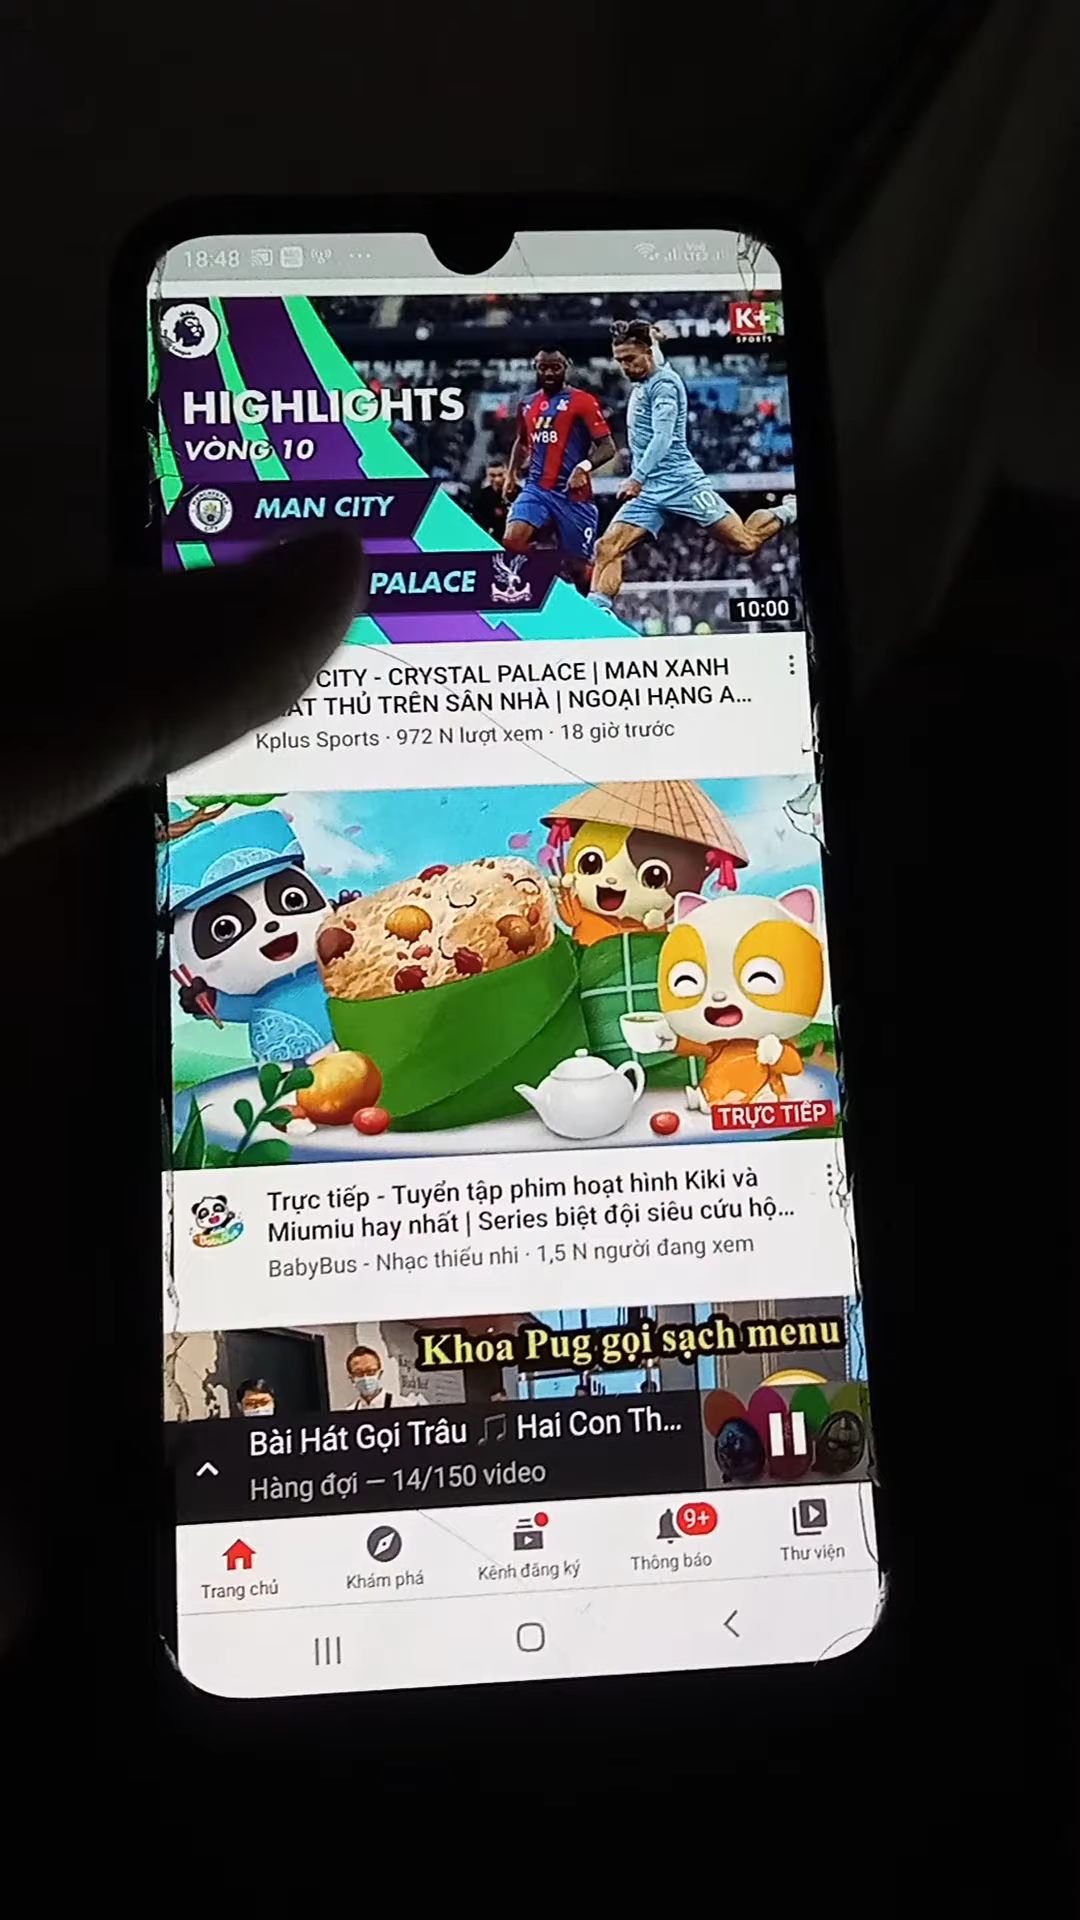 18:48
K+
SPORTS
HIGHLIGHTS
VÒNG 10
MAN CITY
PALACE
W88
9
10
10:00
CITY - CRYSTAL PALACE | MAN XANH
THỦ TRÊN SÂN NHÀ | NGOẠI HẠNG A...
Kplus Sports · 972 N lượt xem · 18 giờ trước
TRỰC TIẾP
Trực tiếp - Tuyển tập phim hoạt hình Kiki và
Miumiu hay nhất | Series biệt đội siêu cứu hộ...
BabyBus - Nhạc thiếu nhi · 1,5 N người đang xem
Khoa Pug gọi sạch menu
Bài Hát Gọi Trâu 🎵 Hai Con Th...
Hàng đợi — 14/150 video
9+
Trang chủ
Khám phá
Kênh đăng ký
Thông báo
Thư viện